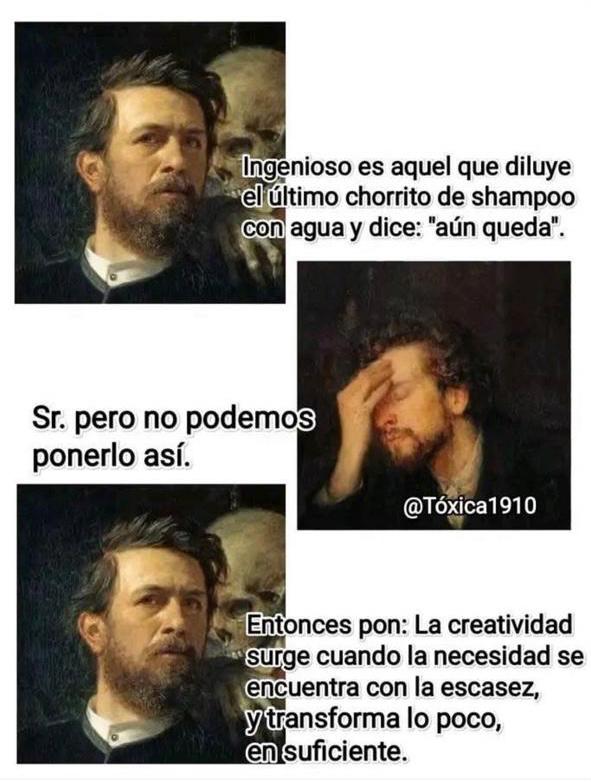 Ingenioso es aquel que diluye
el último chorrito de shampoo
con agua y dice: "aún queda".
Sr. pero no podemos
ponerlo así.
@Tóxica1910
Entonces pon: La creatividad
surge cuando la necesidad se
encuentra con la escasez,
y transforma lo poco,
en suficiente.